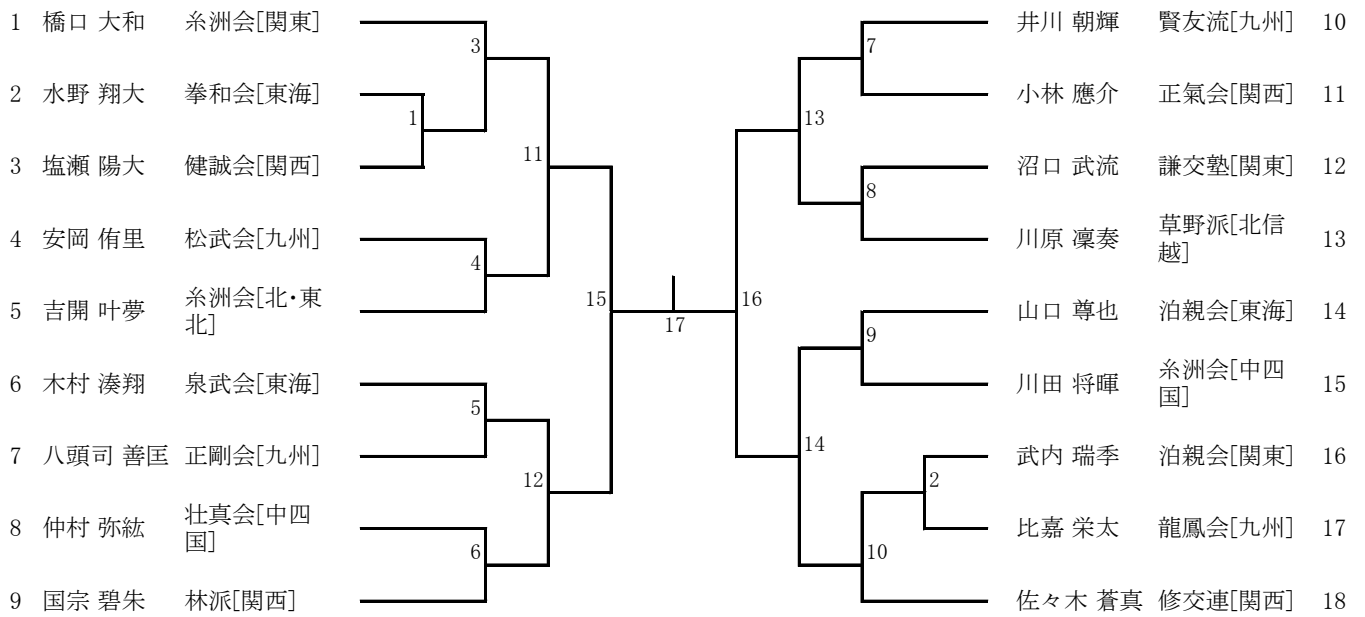 1 橋口 大和 糸洲会[関東]
2 水野 翔大 拳和会[東海]
3 塩瀬 陽大 健誠会[関西]
4 安岡 侑里 松武会[九州]
5 吉開 叶夢 糸洲会[北・東
北]
6 木村 湊翔 泉武会[東海]
7 八頭司 善匡 正剛会[九州]
8 仲村 弥紘 壮真会[中四
国]
9 国宗 碧朱 林派[関西]
3
1
11
4
15
5
12
6
17
16
7
13
8
9
14
2
10
井川 朝輝 賢友流[九州] 10
小林 應介 正氣会[関西] 11
沼口 武流 謙交塾[関東] 12
川原 凜奏 草野派[北信
越] 13
山口 尊也 泊親会[東海] 14
川田 将暉 糸洲会[中四
国] 15
武内 瑞季 泊親会[関東] 16
比嘉 栄太 龍鳳会[九州] 17
佐々木 蒼真 修交連[関西] 18